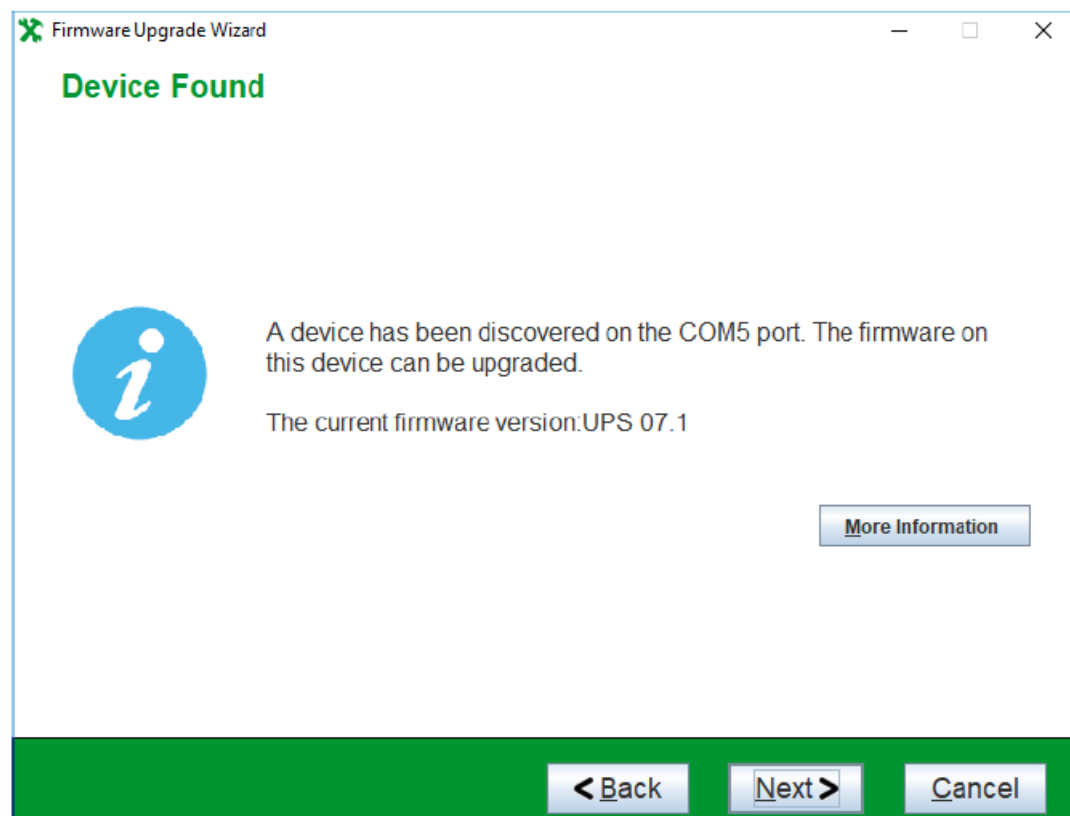 Firmware Upgrade Wizard
Device Found
A device has been discovered on the COM5 port. The firmware on
this device can be upgraded.
The current firmware version:UPS 07.1
More Information
< Back
Next >
Cancel